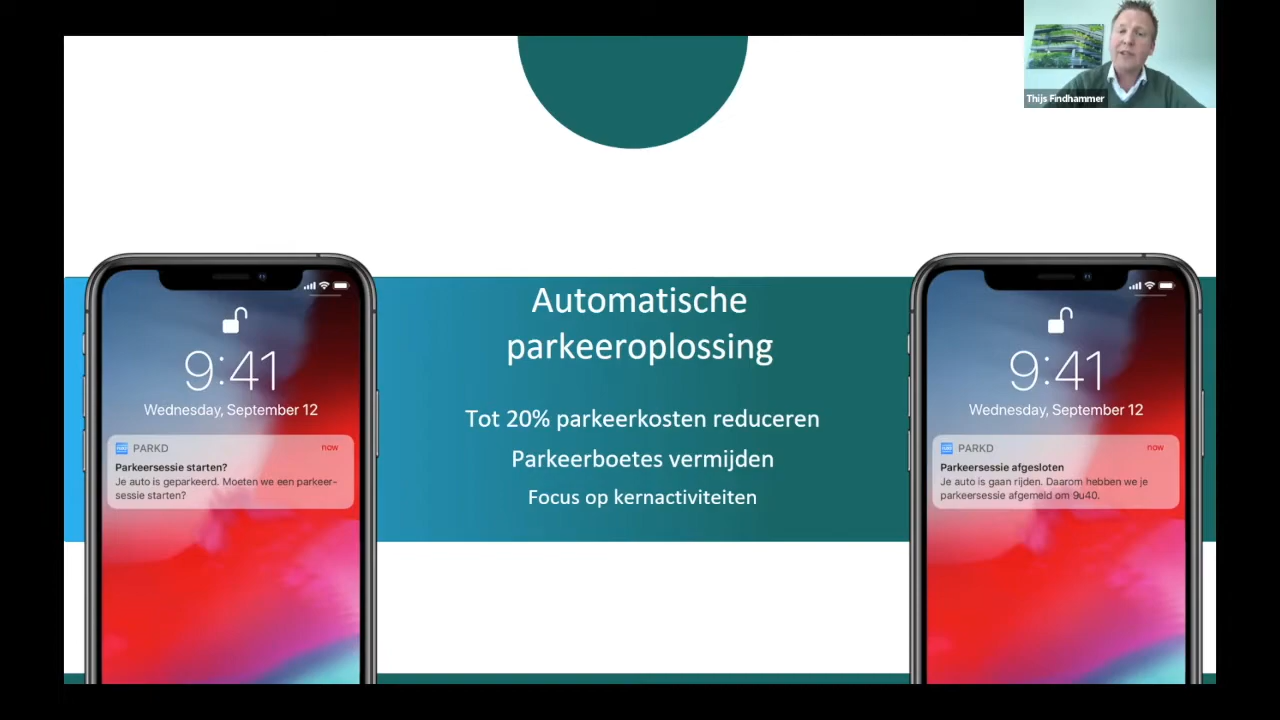 Thijs Findhammer
9:41
Wednesday, September 12
PARKD now
Parkeersessie starten?
Je auto is geparkeerd. Moeten we een parkeer-
sessie starten?
Automatische
parkeeroplossing
Tot 20% parkeerkosten reduceren
Parkeerboetes vermijden
Focus op kernactiviteiten
9:41
Wednesday, September 12
PARKD now
Parkeersessie afgesloten
Je auto is gaan rijden. Daarom hebben we je
parkeersessie afgemeld om 9u40.